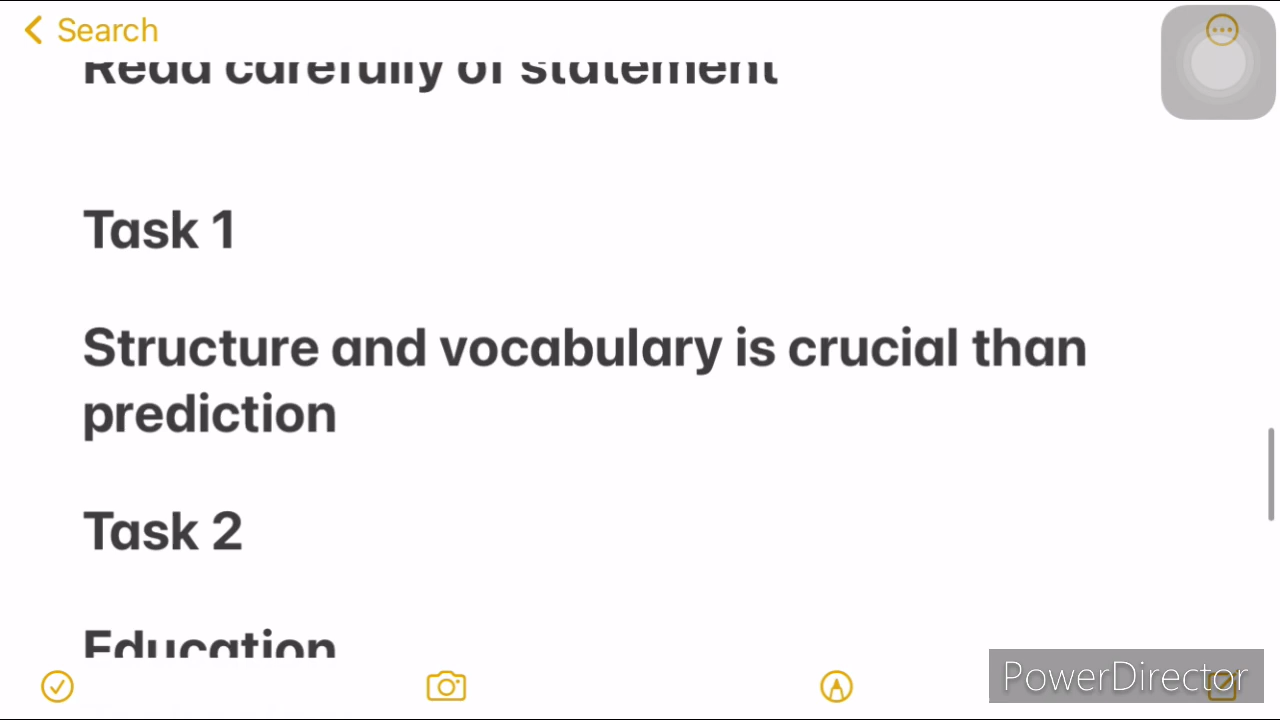 Search
Read carefully of statement
Task 1
Structure and vocabulary is crucial than
prediction
Task 2
Education
PowerDirector